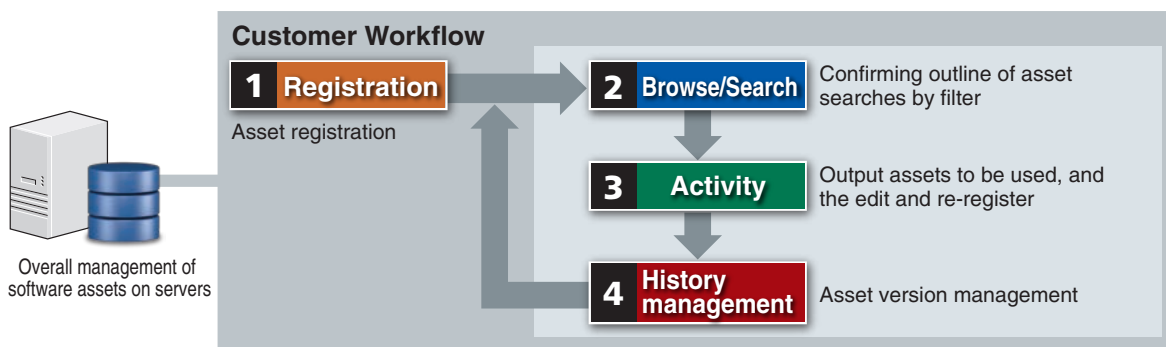 Customer Workflow
1 Registration
Asset registration
2 Browse/Search
Confirming outline of asset
searches by filter
3 Activity
Output assets to be used, and
the edit and re-register
4 History
management
Asset version management
Overall management of
software assets on servers